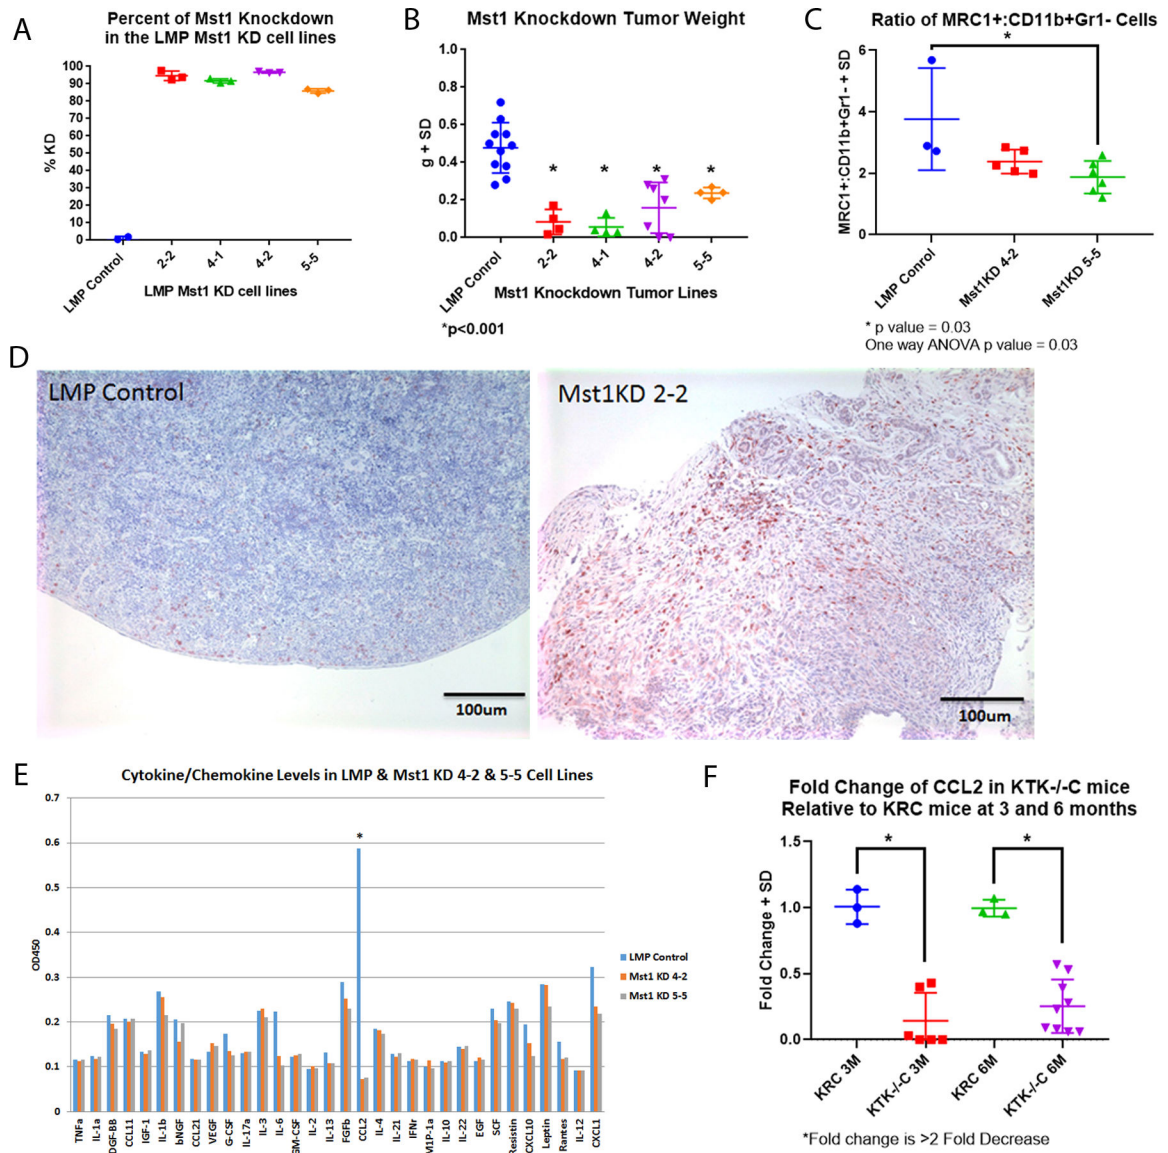 A
Percent of Mst1 Knockdown
in the LMP Mst1 KD cell lines
% KD
100
90
80
70
60
50
40
30
20
10
0
LMP Control
2-2
4-1
4-2
5-5
LMP Mst1 KD cell lines
B
Mst1 Knockdown Tumor Weight
g + SD
1.0
0.8
0.6
0.4
0.2
0.0
* * * *
LMP Control
2-2
4-1
4-2
5-5
Mst1 Knockdown Tumor Lines
*p<0.001
C
Ratio of MRC1+:CD11b+Gr1- Cells
*
MRC1+:CD11b+Gr1- + SD
6
4
2
0
LMP Control
Mst1KD 4-2
Mst1KD 5-5
* p value = 0.03
One way ANOVA p value = 0.03
D
LMP Control
100um
Mst1KD 2-2
100um
E
Cytokine/Chemokine Levels in LMP & Mst1 KD 4-2 & 5-5 Cell Lines
OD450
0.7
0.6
0.5
0.4
0.3
0.2
0.1
0
*
TNFa
IL-1a
DGF-BB
CCL11
IGF-1
IL-1b
bNGF
CCL21
VEGF
G-CSF
IL-17a
IL-3
IL-6
GM-CSF
IL-2
IL-13
FGFb
CCL2
IL-4
IL-21
IFNr
M1P-1a
IL-10
IL-22
EGF
SCF
Resistin
CXCL10
Leptin
Rantes
IL-12
CXCL1
LMP Control
Mst1 KD 4-2
Mst1 KD 5-5
F
Fold Change of CCL2 in KTK-/-C mice
Relative to KRC mice at 3 and 6 months
Fold Change + SD
1.5
1.0
0.5
0.0
* *
KRC 3M
KTK-/-C 3M
KRC 6M
KTK-/-C 6M
*Fold change is >2 Fold Decrease